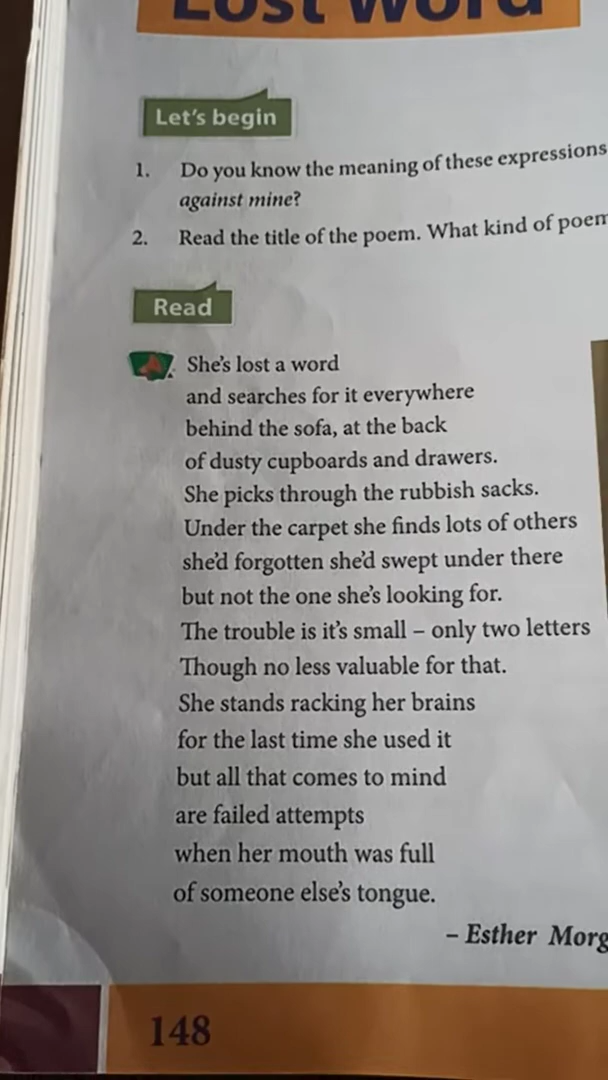 Lost Word
Let's begin
1. Do you know the meaning of these expressions
against mine?
2. Read the title of the poem. What kind of poem
Read
She's lost a word
and searches for it everywhere
behind the sofa, at the back
of dusty cupboards and drawers.
She picks through the rubbish sacks.
Under the carpet she finds lots of others
she'd forgotten she'd swept under there
but not the one she's looking for.
The trouble is it's small – only two letters
Though no less valuable for that.
She stands racking her brains
for the last time she used it
but all that comes to mind
are failed attempts
when her mouth was full
of someone else's tongue.
– Esther Morg
148